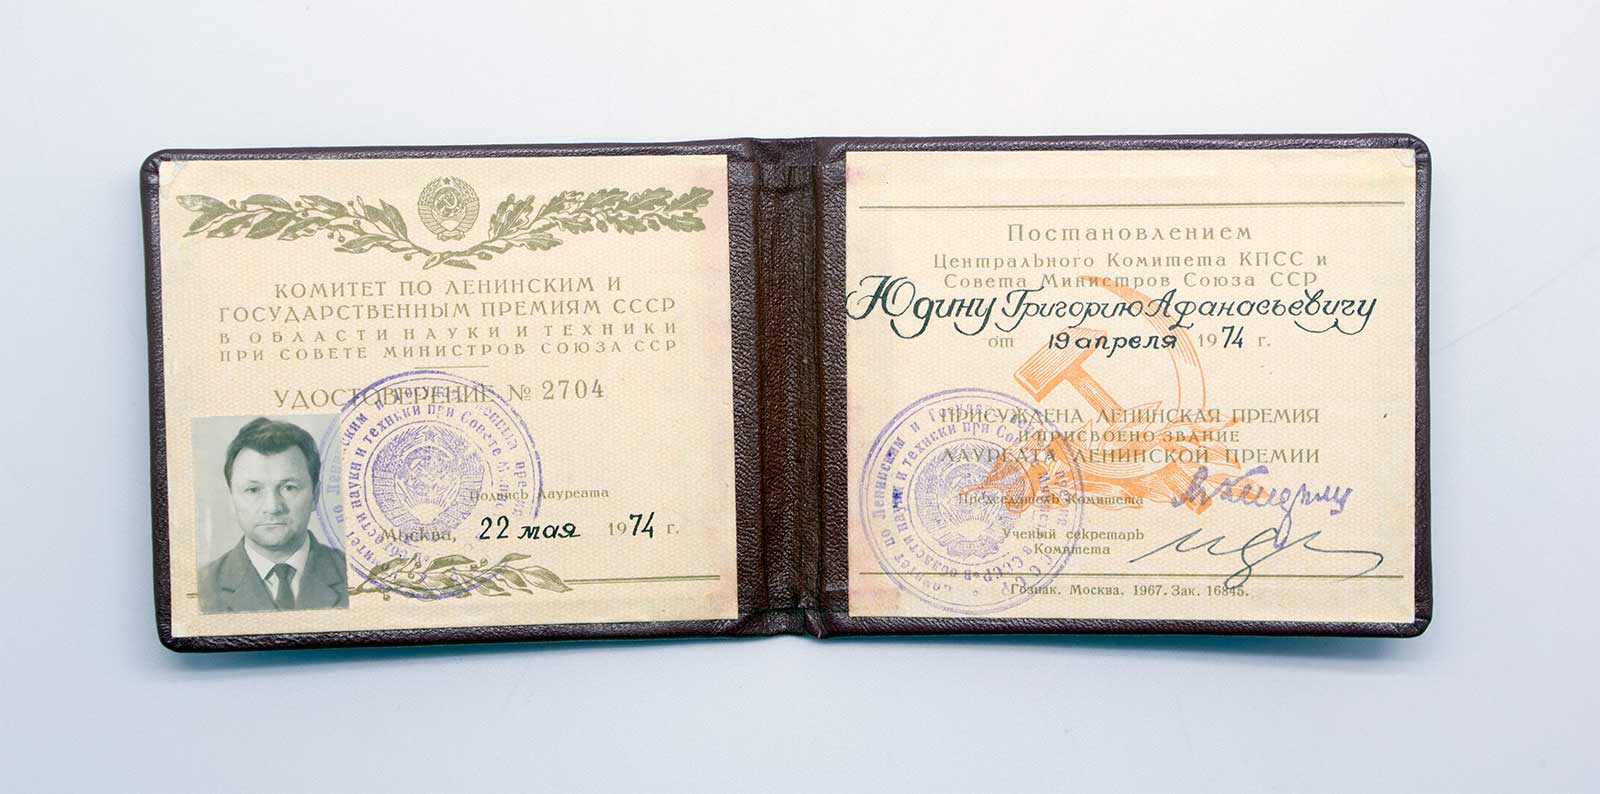 КОМИТЕТ ПО ЛЕНИНСКИМ И
ГОСУДАРСТВЕННЫМ ПРЕМИЯМ СССР
В ОБЛАСТИ НАУКИ И ТЕХНИКИ
ПРИ СОВЕТЕ МИНИСТРОВ СОЮЗА ССР
УДОСТОВЕРЕНИЕ № 2704
Подпись Лауреата
Москва, 22 мая 1974 г.
Постановлением
Центрального Комитета КПСС и
Совета Министров Союза ССР
Юдину Григорию Афанасьевичу
от 19 апреля 1974 г.
ПРИСУЖДЕНА ЛЕНИНСКАЯ ПРЕМИЯ
И ПРИСВОЕНО ЗВАНИЕ
ЛАУРЕАТА ЛЕНИНСКОЙ ПРЕМИИ
Председатель Комитета
Ученый секретарь
Комитета
Гознак. Москва. 1967. Зак. 16845.